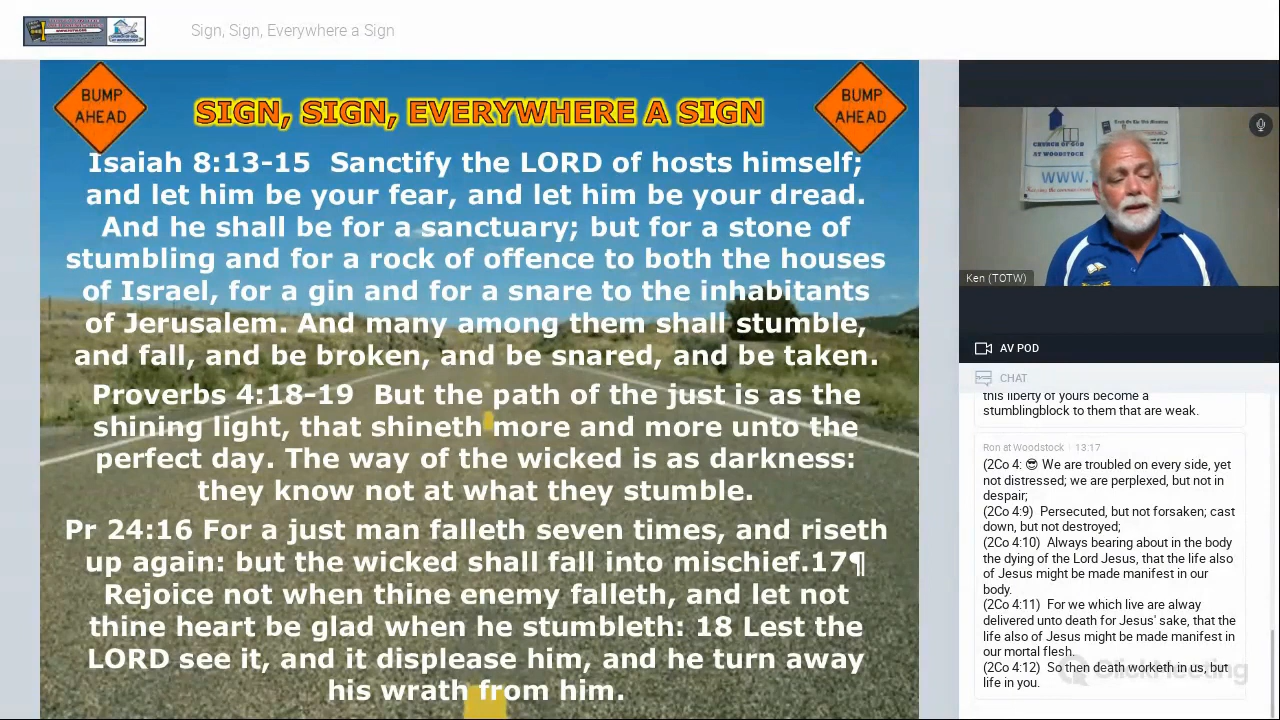 Sign, Sign, Everywhere a Sign
BUMP
AHEAD
SIGN, SIGN, EVERYWHERE A SIGN
BUMP
AHEAD
Isaiah 8:13-15 Sanctify the LORD of hosts himself;
and let him be your fear, and let him be your dread.
And he shall be for a sanctuary; but for a stone of
stumbling and for a rock of offence to both the houses
of Israel, for a gin and for a snare to the inhabitants
of Jerusalem. And many among them shall stumble,
and fall, and be broken, and be snared, and be taken.
Proverbs 4:18-19 But the path of the just is as the
shining light, that shineth more and more unto the
perfect day. The way of the wicked is as darkness:
they know not at what they stumble.
Pr 24:16 For a just man falleth seven times, and riseth
up again: but the wicked shall fall into mischief.17¶
Rejoice not when thine enemy falleth, and let not
thine heart be glad when he stumbleth: 18 Lest the
LORD see it, and it displease him, and he turn away
his wrath from him.
CHURCH OF GOD
AT WOODSTOCK
WWW.
Ken (TOTW)
AV POD
CHAT
this liberty of yours become a
stumblingblock to them that are weak.
Ron at Woodstock 13:17
(2Co 4: 😎 We are troubled on every side, yet
not distressed; we are perplexed, but not in
despair;
(2Co 4:9) Persecuted, but not forsaken; cast
down, but not destroyed;
(2Co 4:10) Always bearing about in the body
the dying of the Lord Jesus, that the life also
of Jesus might be made manifest in our
body.
(2Co 4:11) For we which live are alway
delivered unto death for Jesus' sake, that the
life also of Jesus might be made manifest in
our mortal flesh.
(2Co 4:12) So then death worketh in us, but
life in you.
ClickMeeting